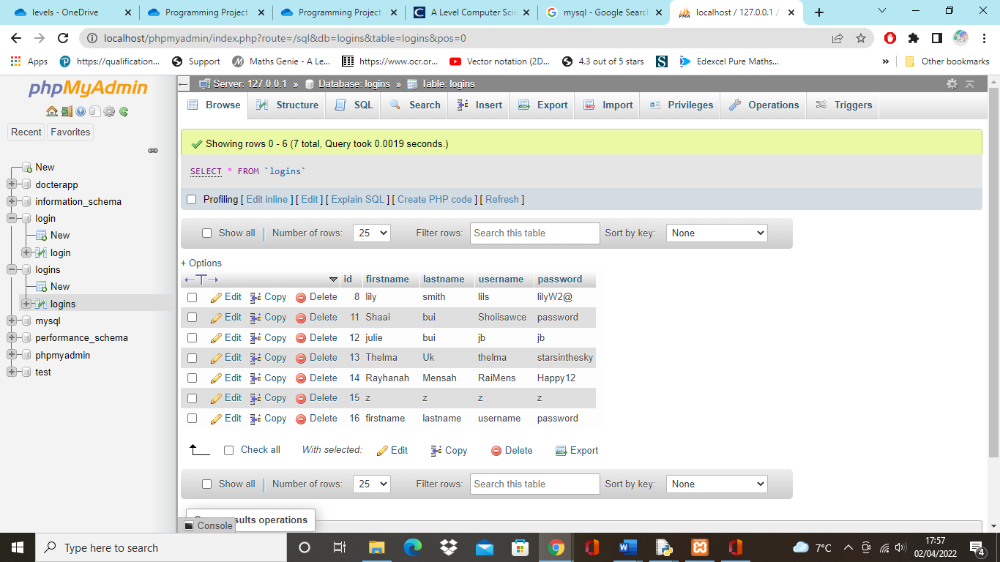 levels - OneDrive
Programming Project
Programming Project
A Level Computer Scie
mysql - Google Search
localhost / 127.0.0.1 /
localhost/phpmyadmin/index.php?route=/sql&db=logins&table=logins&pos=0
Apps https://qualification... Support Maths Genie - A Le... https://www.ocr.or... Vector notation (2D... 4.3 out of 5 stars Edexcel Pure Maths... » Other bookmarks
phpMyAdmin
Recent Favorites
New
docterapp
information_schema
login
New
login
logins
New
logins
mysql
performance_schema
phpmyadmin
test
Server: 127.0.0.1 » Database: logins » Table: logins
Browse Structure SQL Search Insert Export Import Privileges Operations Triggers
Showing rows 0 - 6 (7 total, Query took 0.0019 seconds.)
SELECT * FROM `logins`
Profiling [ Edit inline ] [ Edit ] [ Explain SQL ] [ Create PHP code ] [ Refresh ]
Show all Number of rows: 25 Filter rows: Search this table Sort by key: None
+ Options
id firstname lastname username password
Edit Copy Delete 8 lily smith lils lilyW2@
Edit Copy Delete 11 Shaai bui Shoiisawce password
Edit Copy Delete 12 julie bui jb jb
Edit Copy Delete 13 Thelma Uk thelma starsinthesky
Edit Copy Delete 14 Rayhanah Mensah RaiMens Happy12
Edit Copy Delete 15 z z z z
Edit Copy Delete 16 firstname lastname username password
Check all With selected: Edit Copy Delete Export
Show all Number of rows: 25 Filter rows: Search this table Sort by key: None
operations
Console
Type here to search
7°C
17:57
02/04/2022
4